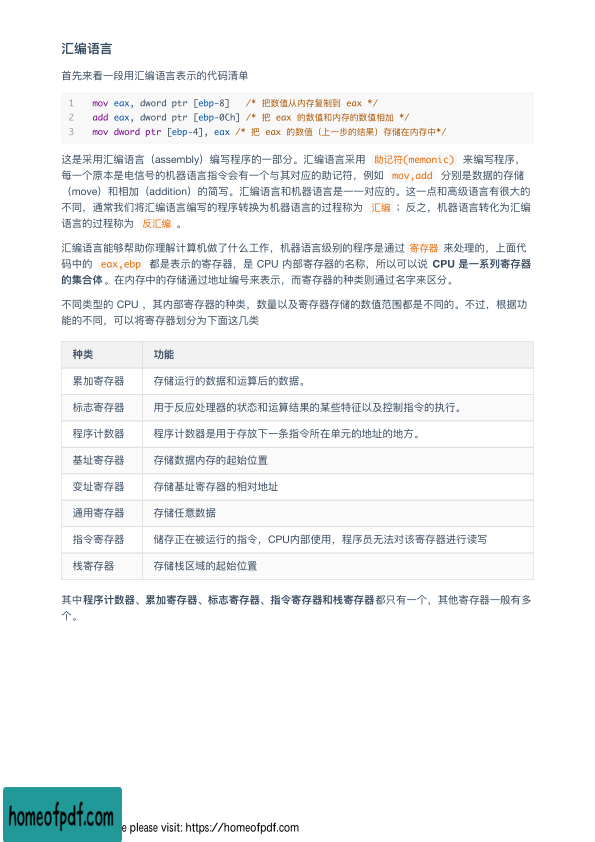 汇编语言
首先来看一段用汇编语言表示的代码清单
1 mov eax, dword ptr [ebp-8] /* 把数值从内存复制到 eax */
2 add eax, dword ptr [ebp-0Ch] /* 把 eax 的数值和内存的数值相加 */
3 mov dword ptr [ebp-4], eax /* 把 eax 的数值（上一步的结果）存储在内存中*/
这是采用汇编语言（assembly）编写程序的一部分。汇编语言采用 助记符(memonic) 来编写程序，
每一个原本是电信号的机器语言指令会有一个与其对应的助记符，例如 mov,add 分别是数据的存储
（move）和相加（addition）的简写。汇编语言和机器语言是一一对应的。这一点和高级语言有很大的
不同，通常我们将汇编语言编写的程序转换为机器语言的过程称为 汇编 ；反之，机器语言转化为汇编
语言的过程称为 反汇编 。
汇编语言能够帮助你理解计算机做了什么工作，机器语言级别的程序是通过 寄存器 来处理的，上面代
码中的 eax,ebp 都是表示的寄存器，是 CPU 内部寄存器的名称，所以可以说 CPU 是一系列寄存器
的集合体。在内存中的存储通过地址编号来表示，而寄存器的种类则通过名字来区分。
不同类型的 CPU ，其内部寄存器的种类，数量以及寄存器存储的数值范围都是不同的。不过，根据功
能的不同，可以将寄存器划分为下面这几类
种类 功能
累加寄存器 存储运行的数据和运算后的数据。
标志寄存器 用于反应处理器的状态和运算结果的某些特征以及控制指令的执行。
程序计数器 程序计数器是用于存放下一条指令所在单元的地址的地方。
基址寄存器 存储数据内存的起始位置
变址寄存器 存储基址寄存器的相对地址
通用寄存器 存储任意数据
指令寄存器 储存正在被运行的指令，CPU内部使用，程序员无法对该寄存器进行读写
栈寄存器 存储栈区域的起始位置
其中程序计数器、累加寄存器、标志寄存器、指令寄存器和栈寄存器都只有一个，其他寄存器一般有多
个。
homeofpdf.com
e please visit: https://homeofpdf.com